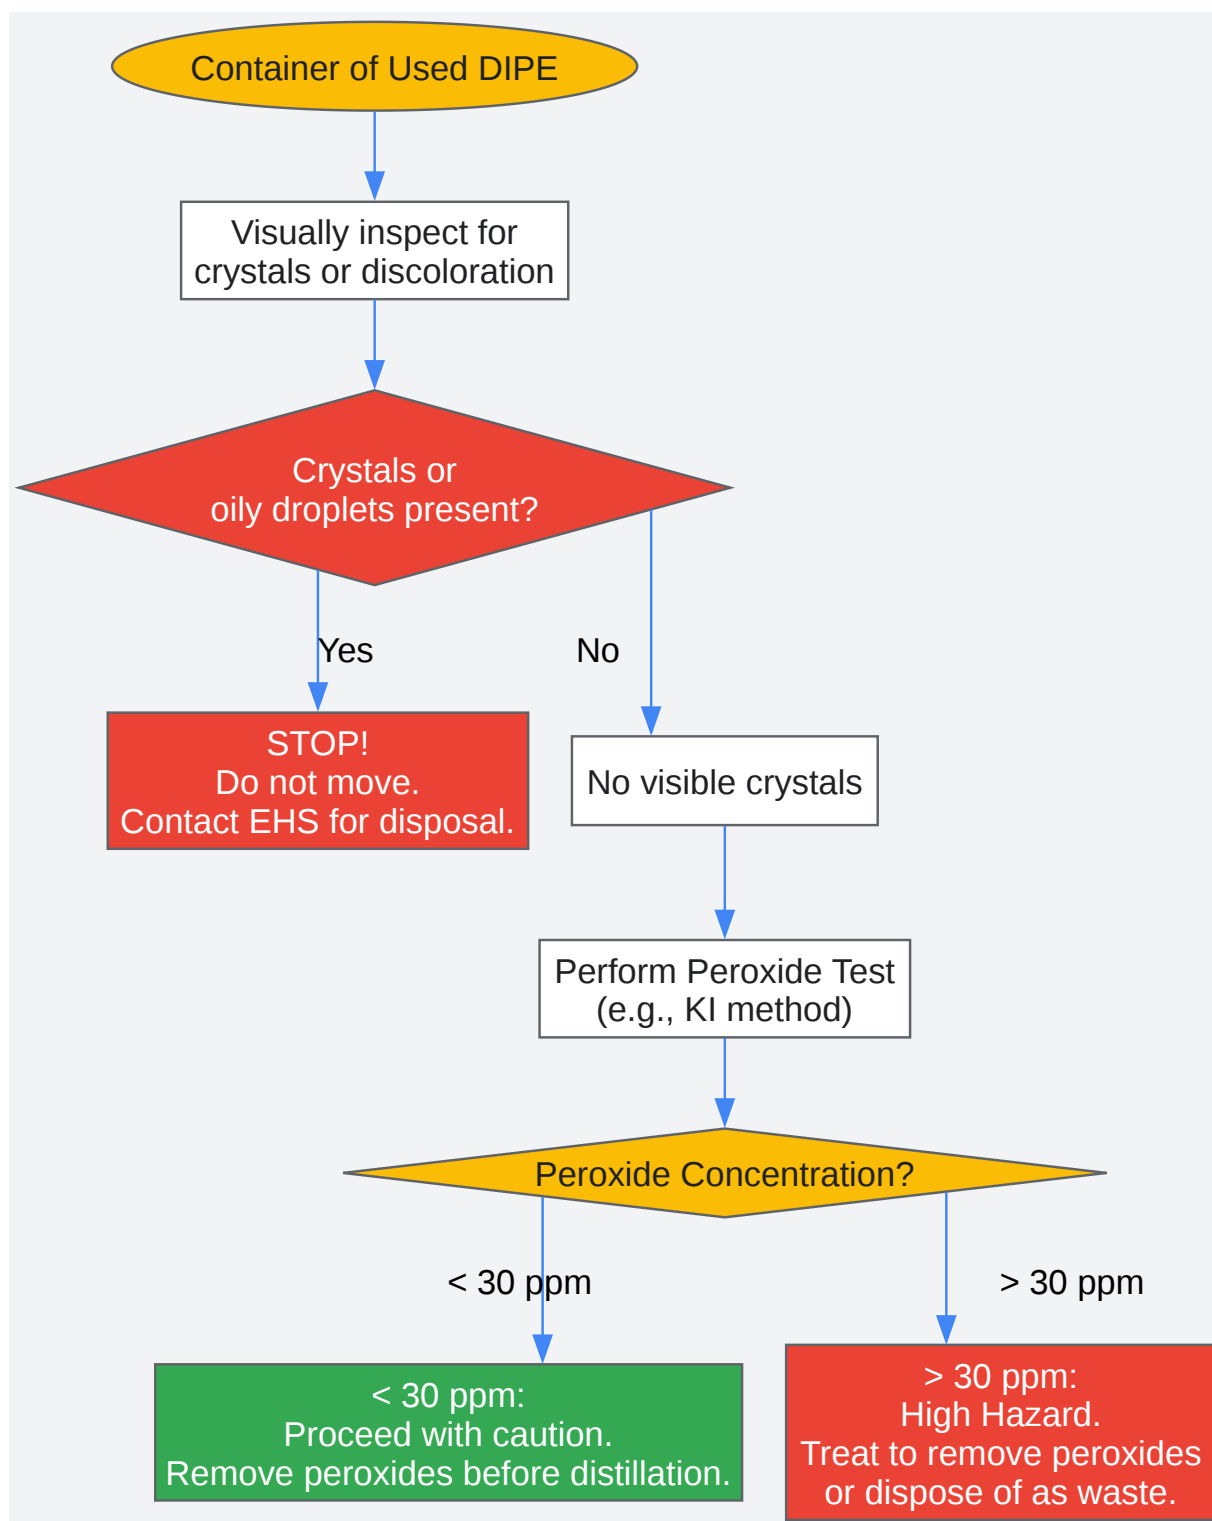 Container of Used DIPE
Visually inspect for
crystals or discoloration
Crystals or
oily droplets present?
Yes
No
STOP!
Do not move.
Contact EHS for disposal.
No visible crystals
Perform Peroxide Test
(e.g., KI method)
Peroxide Concentration?
< 30 ppm
> 30 ppm
< 30 ppm:
Proceed with caution.
Remove peroxides before distillation.
> 30 ppm:
High Hazard.
Treat to remove peroxides
or dispose of as waste.